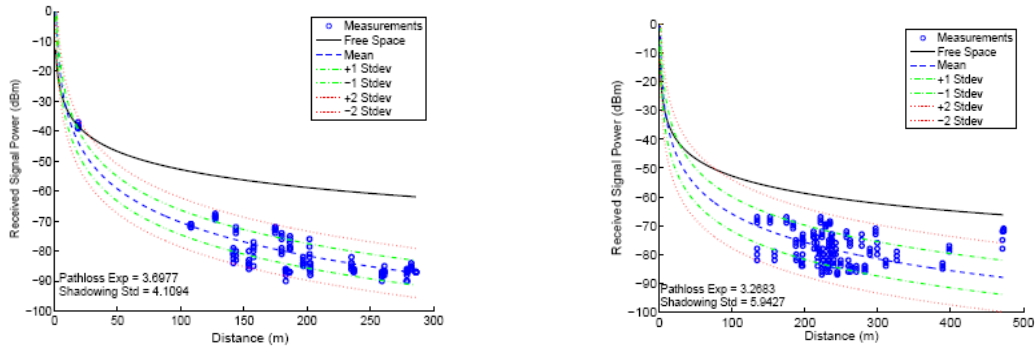 0
−10
−20
−30
−40
−50
−60
−70
−80
−90
−100
Received Signal Power (dBm)
Measurements
Free Space
Mean
+1 Stdev
−1 Stdev
+2 Stdev
−2 Stdev
Pathloss Exp = 3.6977
Shadowing Std = 4.1094
0 50 100 150 200 250 300
Distance (m)
0
−10
−20
−30
−40
−50
−60
−70
−80
−90
−100
Received Signal Power (dBm)
Measurements
Free Space
Mean
+1 Stdev
−1 Stdev
+2 Stdev
−2 Stdev
Pathloss Exp = 3.2683
Shadowing Std = 5.9427
0 100 200 300 400 500
Distance (m)